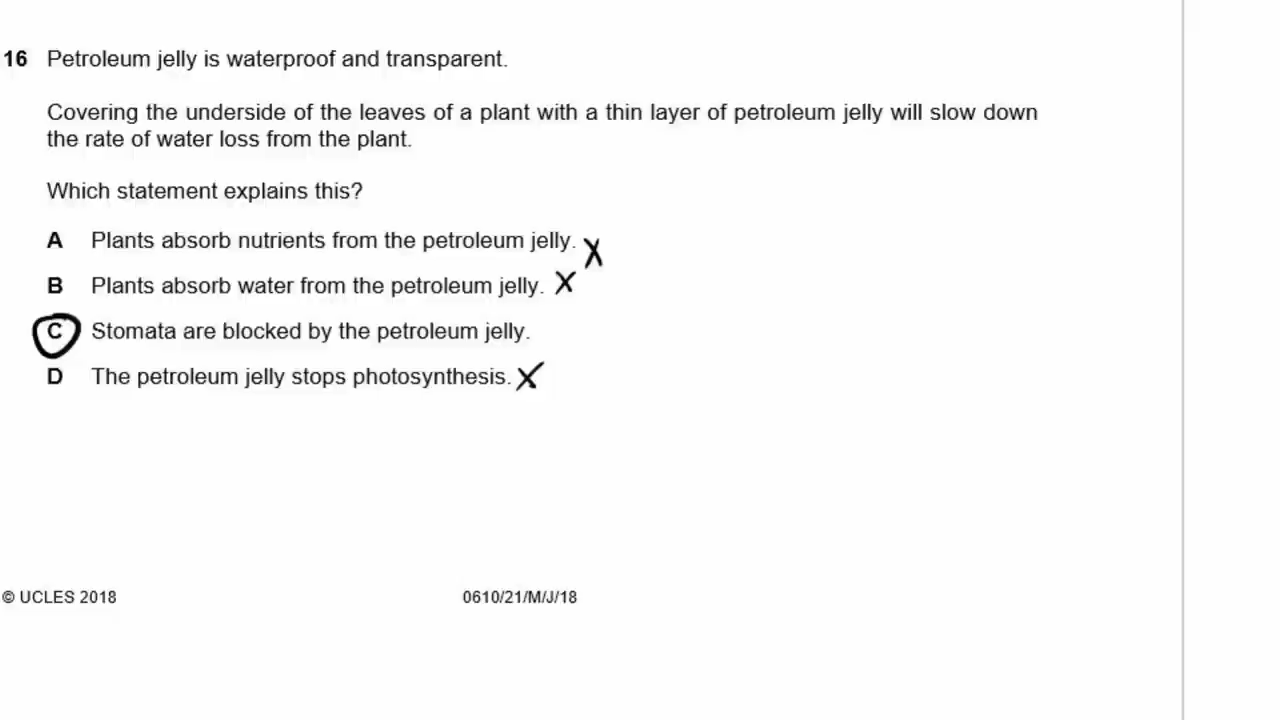 16 Petroleum jelly is waterproof and transparent.
Covering the underside of the leaves of a plant with a thin layer of petroleum jelly will slow down
the rate of water loss from the plant.
Which statement explains this?
A Plants absorb nutrients from the petroleum jelly. X
B Plants absorb water from the petroleum jelly. X
C Stomata are blocked by the petroleum jelly.
D The petroleum jelly stops photosynthesis. X
© UCLES 2018 0610/21/M/J/18